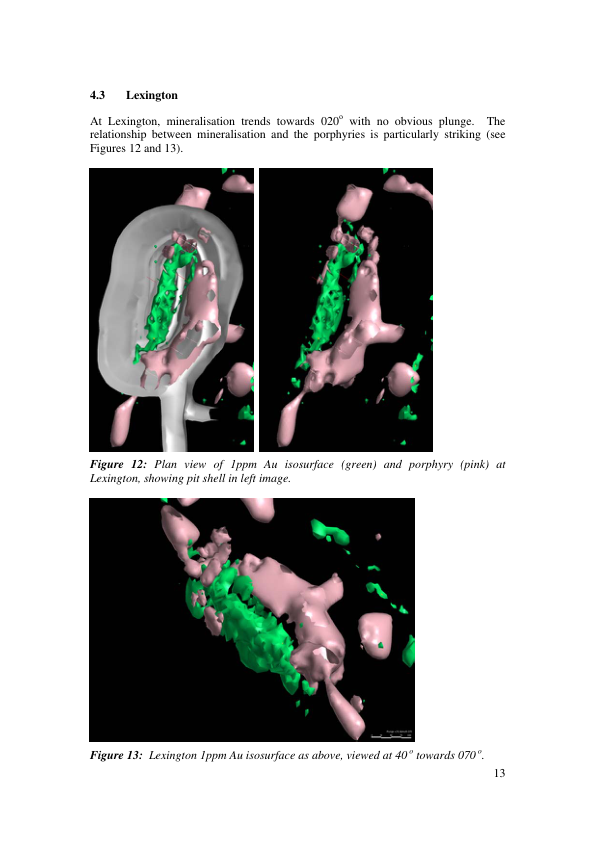 4.3 Lexington
At Lexington, mineralisation trends towards 020o with no obvious plunge. The
relationship between mineralisation and the porphyries is particularly striking (see
Figures 12 and 13).
Figure 12: Plan view of 1ppm Au isosurface (green) and porphyry (pink) at
Lexington, showing pit shell in left image.
Figure 13: Lexington 1ppm Au isosurface as above, viewed at 40o towards 070o.
13